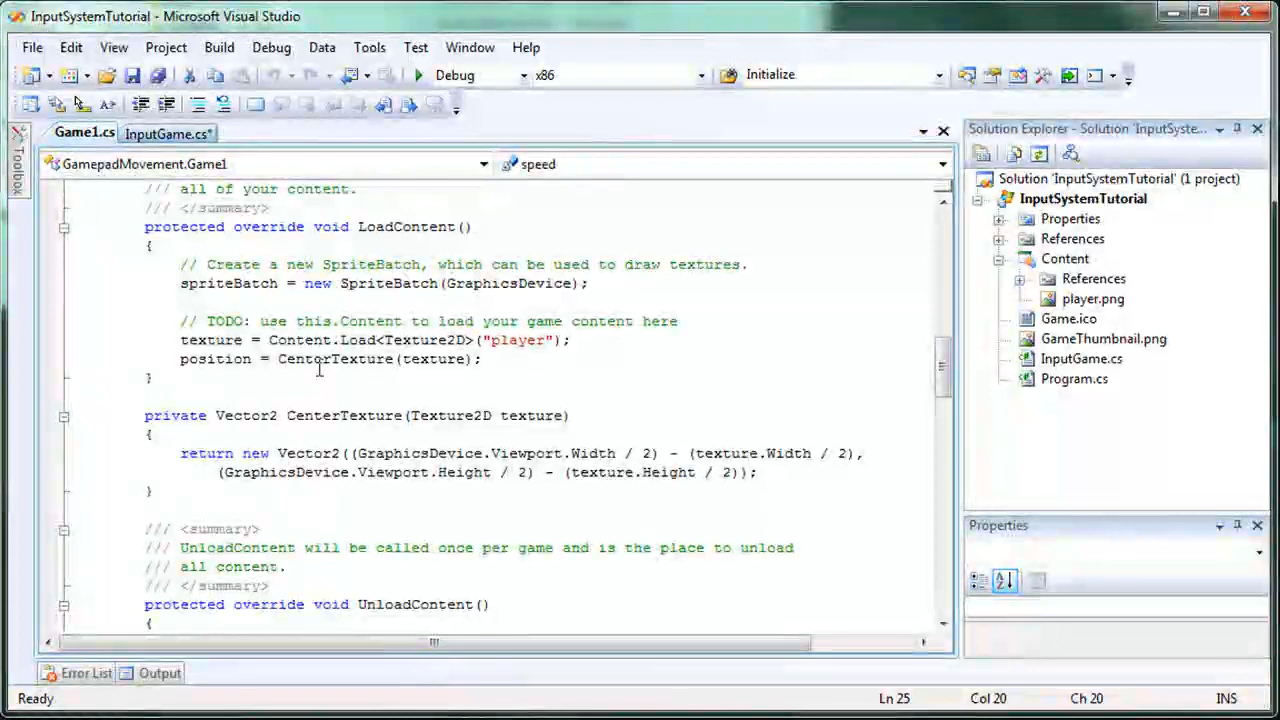 InputSystemTutorial - Microsoft Visual Studio
File Edit View Project Build Debug Data Tools Test Window Help
Debug x86 Initialize
Game1.cs InputGame.cs*
Toolbox
GamepadMovement.Game1 speed
/// all of your content.
/// </summary>
protected override void LoadContent()
{
// Create a new SpriteBatch, which can be used to draw textures.
spriteBatch = new SpriteBatch(GraphicsDevice);
// TODO: use this.Content to load your game content here
texture = Content.Load<Texture2D>("player");
position = CenterTexture(texture);
}
private Vector2 CenterTexture(Texture2D texture)
{
return new Vector2((GraphicsDevice.Viewport.Width / 2) - (texture.Width / 2),
(GraphicsDevice.Viewport.Height / 2) - (texture.Height / 2));
}
/// <summary>
/// UnloadContent will be called once per game and is the place to unload
/// all content.
/// </summary>
protected override void UnloadContent()
{
Solution Explorer - Solution 'InputSyste...
Solution 'InputSystemTutorial' (1 project)
InputSystemTutorial
Properties
References
Content
References
player.png
Game.ico
GameThumbnail.png
InputGame.cs
Program.cs
Properties
Error List Output
Ready Ln 25 Col 20 Ch 20 INS